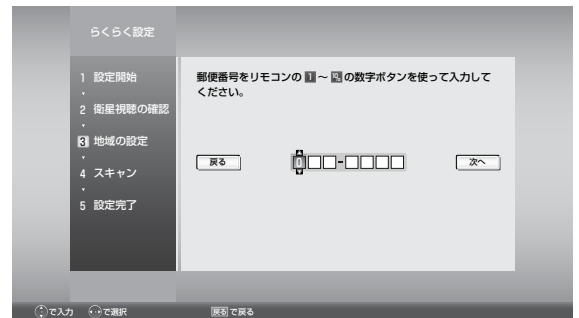 らくらく設定
1 設定開始
2 衛星視聴の確認
3 地域の設定
4 スキャン
5 設定完了
郵便番号をリモコンの 1 ~ 10 の数字ボタンを使って入力して
ください。
戻る
0 -
次へ
で入力 で選択 戻る で戻る